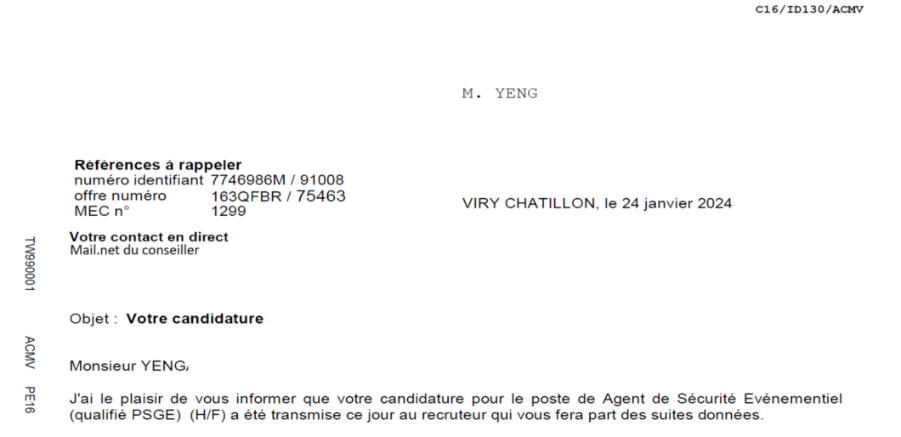 C16/ID130/ACMV
M. YENG
Références à rappeler
numéro identifiant 7746986M / 91008
offre numéro 163QFBR / 75463
MEC n° 1299
VIRY CHATILLON, le 24 janvier 2024
Votre contact en direct
Mail.net du conseiller
TW990001 ACMV PE16
Objet : Votre candidature
Monsieur YENG,
J'ai le plaisir de vous informer que votre candidature pour le poste de Agent de Sécurité Evénementiel
(qualifié PSGE) (H/F) a été transmise ce jour au recruteur qui vous fera part des suites données.